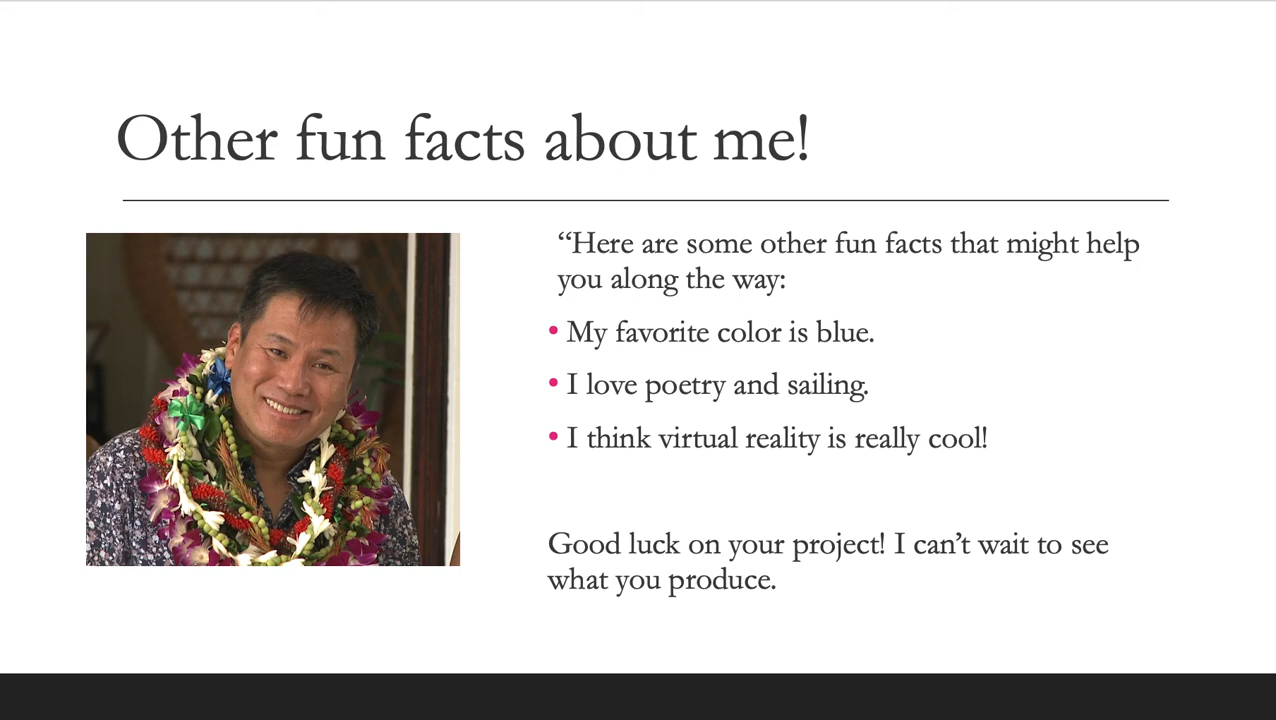 Other fun facts about me!
“Here are some other fun facts that might help
you along the way:
• My favorite color is blue.
• I love poetry and sailing.
• I think virtual reality is really cool!
Good luck on your project! I can’t wait to see
what you produce.